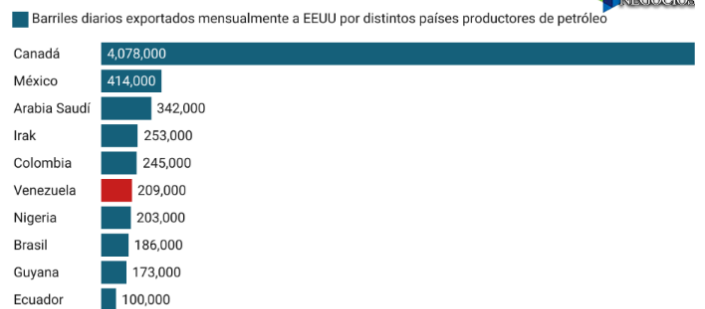 Barriles diarios exportados mensualmente a EEUU por distintos países productores de petróleo
Canadá 4,078,000
México 414,000
Arabia Saudí 342,000
Irak 253,000
Colombia 245,000
Venezuela 209,000
Nigeria 203,000
Brasil 186,000
Guyana 173,000
Ecuador 100,000